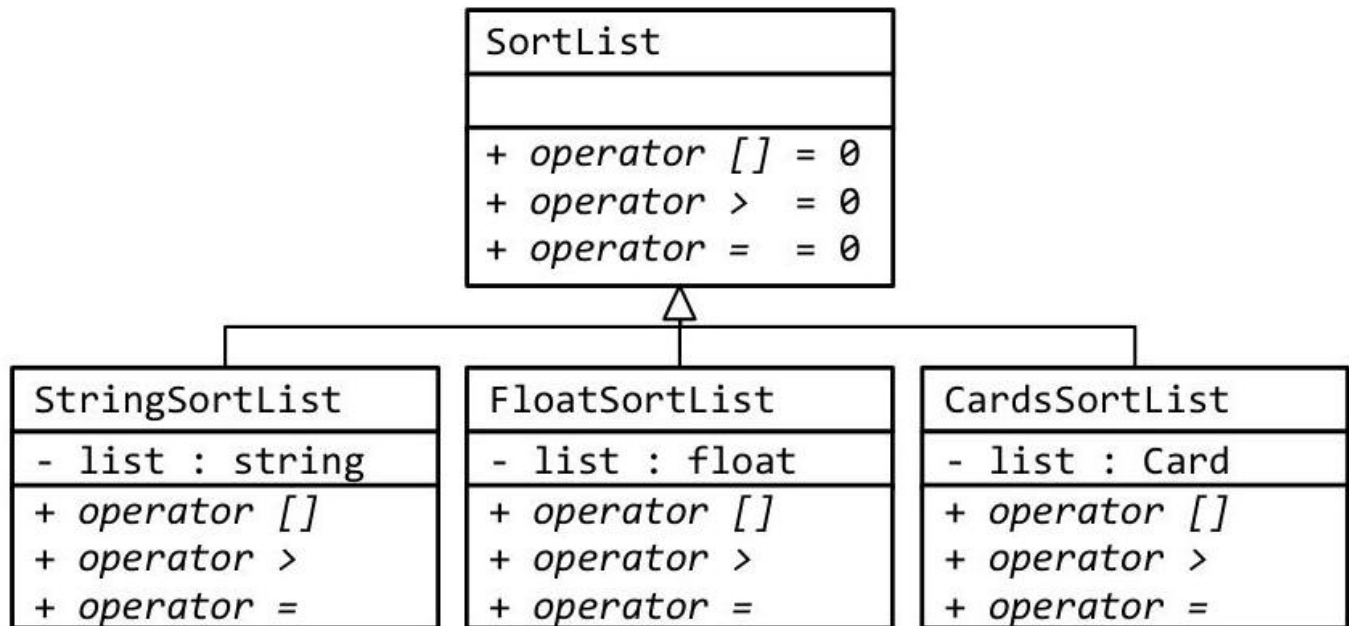 SortList
+ operator [] = 0
+ operator >  = 0
+ operator =  = 0
StringSortList
- list : string
+ operator []
+ operator >
+ operator =
FloatSortList
- list : float
+ operator []
+ operator >
+ operator =
CardsSortList
- list : Card
+ operator []
+ operator >
+ operator =